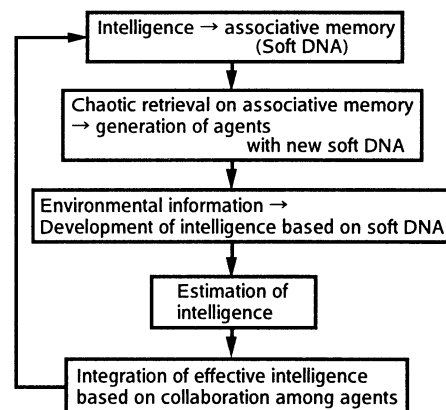 Intelligence → associative memory
(Soft DNA)
Chaotic retrieval on associative memory
→ generation of agents
with new soft DNA
Environmental information →
Development of intelligence based on soft DNA
Estimation of
intelligence
Integration of effective intelligence
based on collaboration among agents